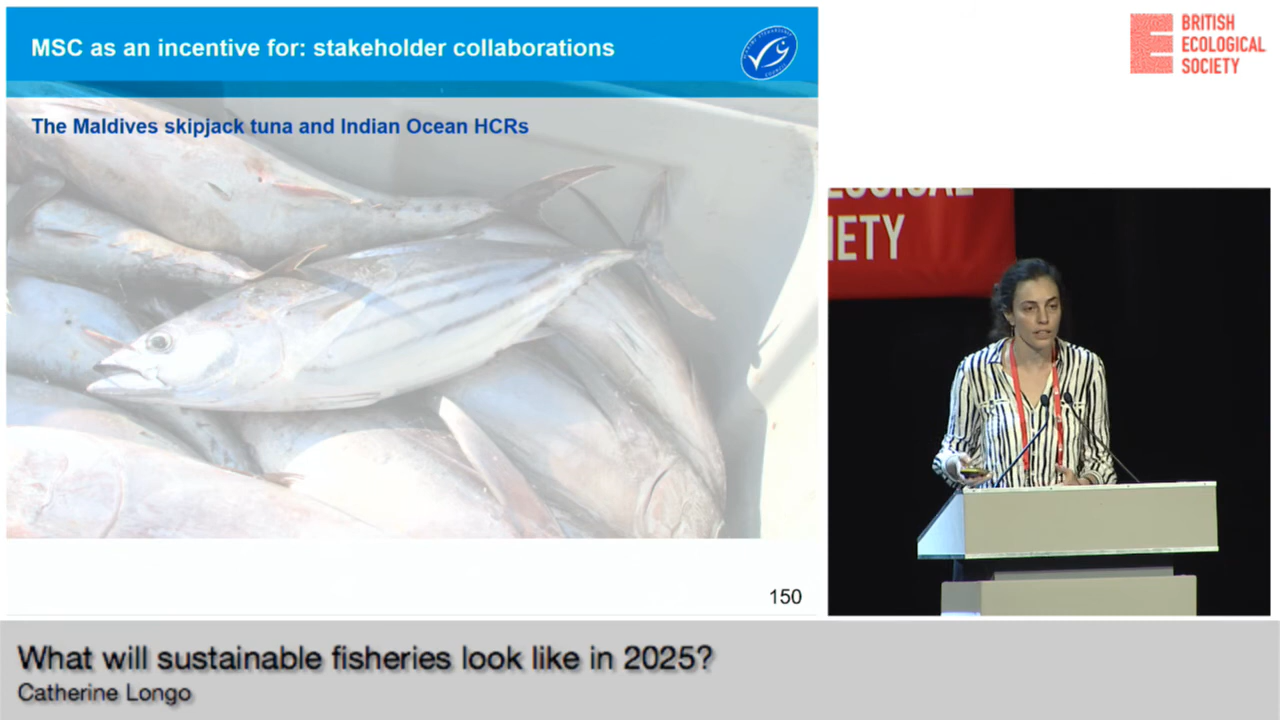 MSC as an incentive for: stakeholder collaborations
The Maldives skipjack tuna and Indian Ocean HCRs
150
BRITISH
ECOLOGICAL
SOCIETY
IETY
What will sustainable fisheries look like in 2025?
Catherine Longo